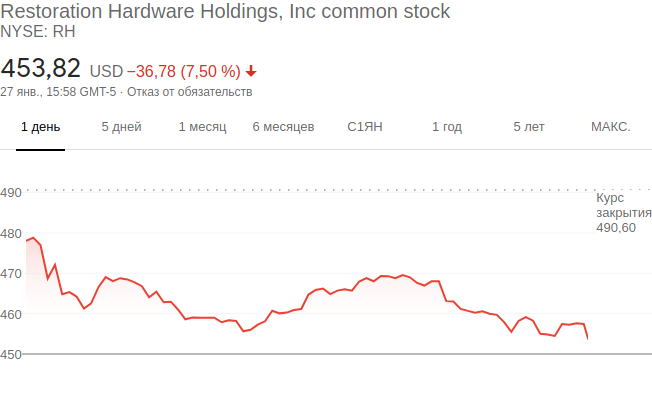 Restoration Hardware Holdings, Inc common stock
NYSE: RH
453,82 USD −36,78 (7,50 %)
27 янв., 15:58 GMT-5 · Отказ от обязательств
1 день 5 дней 1 месяц 6 месяцев С1ЯН 1 год 5 лет МАКС.
490
Курс
закрытия
490,60
480
470
460
450